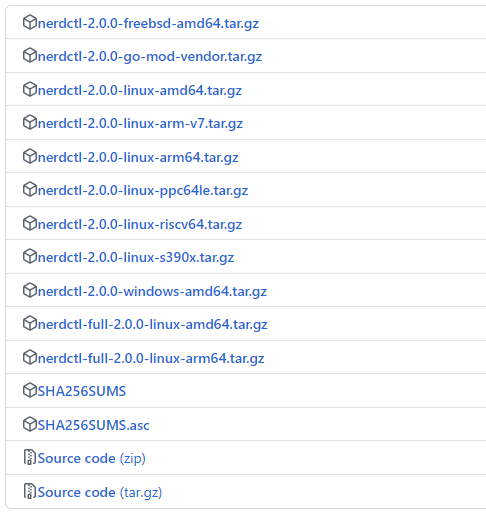 nerdctl-2.0.0-freebsd-amd64.tar.gz
nerdctl-2.0.0-go-mod-vendor.tar.gz
nerdctl-2.0.0-linux-amd64.tar.gz
nerdctl-2.0.0-linux-arm-v7.tar.gz
nerdctl-2.0.0-linux-arm64.tar.gz
nerdctl-2.0.0-linux-ppc64le.tar.gz
nerdctl-2.0.0-linux-riscv64.tar.gz
nerdctl-2.0.0-linux-s390x.tar.gz
nerdctl-2.0.0-windows-amd64.tar.gz
nerdctl-full-2.0.0-linux-amd64.tar.gz
nerdctl-full-2.0.0-linux-arm64.tar.gz
SHA256SUMS
SHA256SUMS.asc
Source code (zip)
Source code (tar.gz)